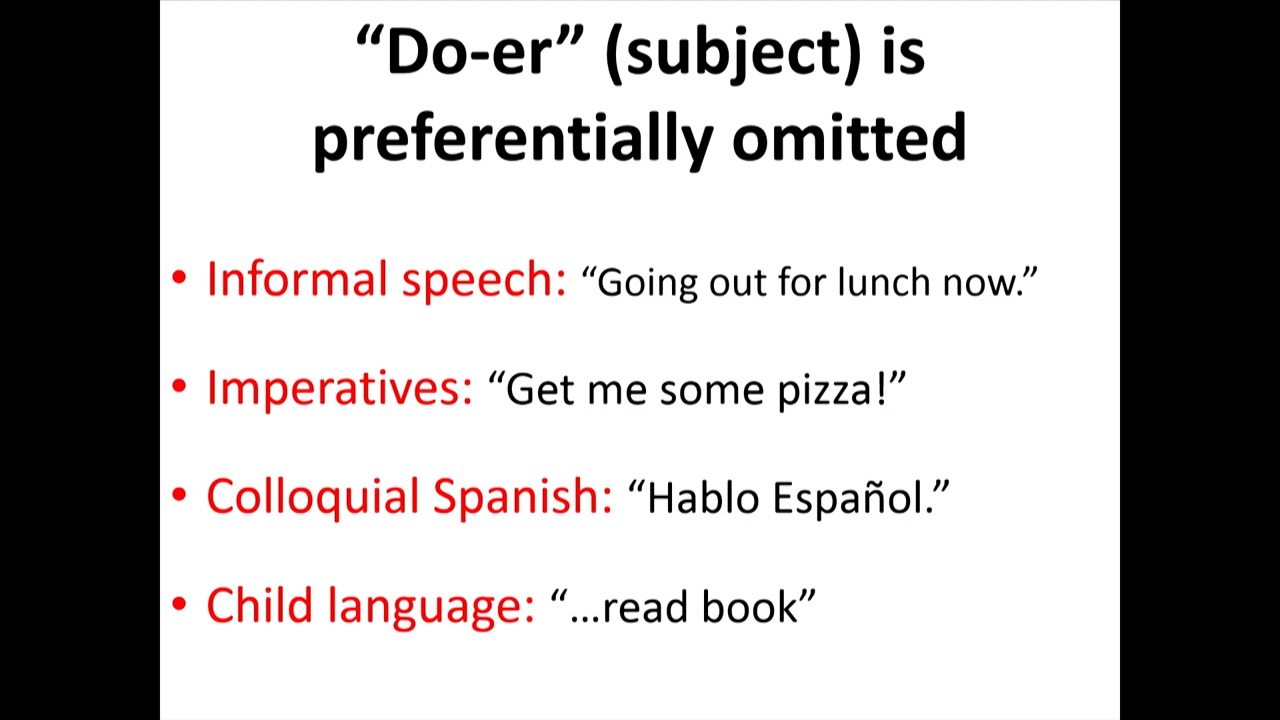 “Do-er” (subject) is
preferentially omitted
• Informal speech: “Going out for lunch now.”
• Imperatives: “Get me some pizza!”
• Colloquial Spanish: “Hablo Español.”
• Child language: “…read book”